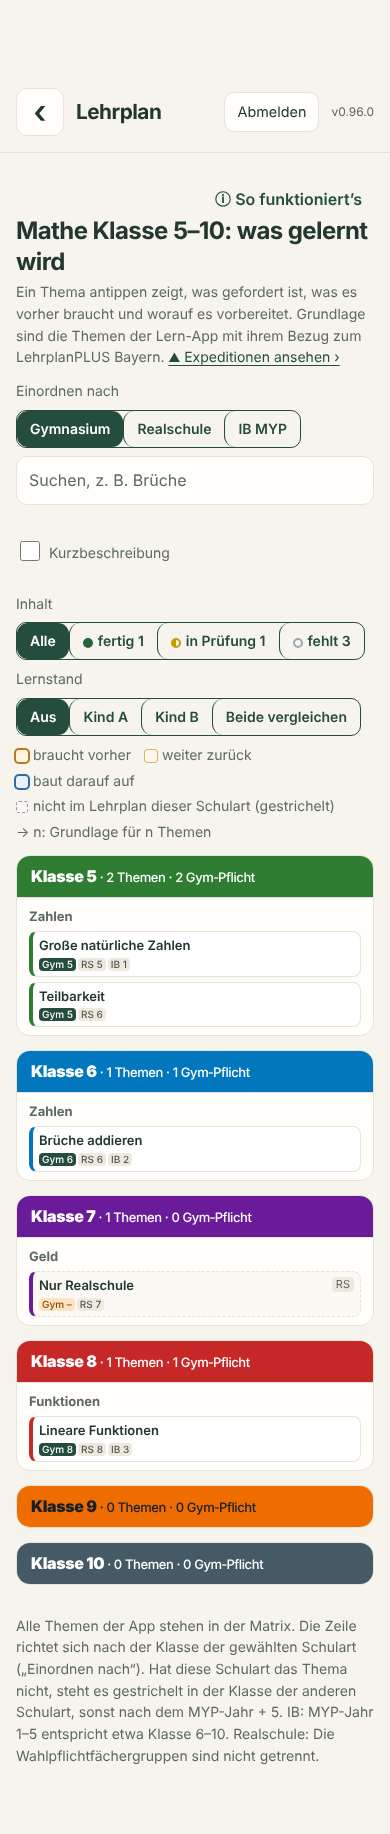 ‹ Lehrplan Abmelden v0.96.0
ⓘ So funktioniert’s
Mathe Klasse 5–10: was gelernt
wird
Ein Thema antippen zeigt, was gefordert ist, was es
vorher braucht und worauf es vorbereitet. Grundlage
sind die Themen der Lern-App mit ihrem Bezug zum
LehrplanPLUS Bayern. ▲ Expeditionen ansehen ›
Einordnen nach
Gymnasium Realschule IB MYP
Suchen, z. B. Brüche
Kurzbeschreibung
Inhalt
Alle fertig 1 in Prüfung 1 fehlt 3
Lernstand
Aus Kind A Kind B Beide vergleichen
braucht vorher weiter zurück
baut darauf auf
nicht im Lehrplan dieser Schulart (gestrichelt)
→ n: Grundlage für n Themen
Klasse 5 · 2 Themen · 2 Gym-Pflicht
Zahlen
Große natürliche Zahlen
Gym 5 RS 5 IB 1
Teilbarkeit
Gym 5 RS 6
Klasse 6 · 1 Themen · 1 Gym-Pflicht
Zahlen
Brüche addieren
Gym 6 RS 6 IB 2
Klasse 7 · 1 Themen · 0 Gym-Pflicht
Geld
Nur Realschule RS
Gym – RS 7
Klasse 8 · 1 Themen · 1 Gym-Pflicht
Funktionen
Lineare Funktionen
Gym 8 RS 8 IB 3
Klasse 9 · 0 Themen · 0 Gym-Pflicht
Klasse 10 · 0 Themen · 0 Gym-Pflicht
Alle Themen der App stehen in der Matrix. Die Zeile
richtet sich nach der Klasse der gewählten Schulart
(„Einordnen nach“). Hat diese Schulart das Thema
nicht, steht es gestrichelt in der Klasse der anderen
Schulart, sonst nach dem MYP-Jahr + 5. IB: MYP-Jahr
1–5 entspricht etwa Klasse 6–10. Realschule: Die
Wahlpflichtfächergruppen sind nicht getrennt.